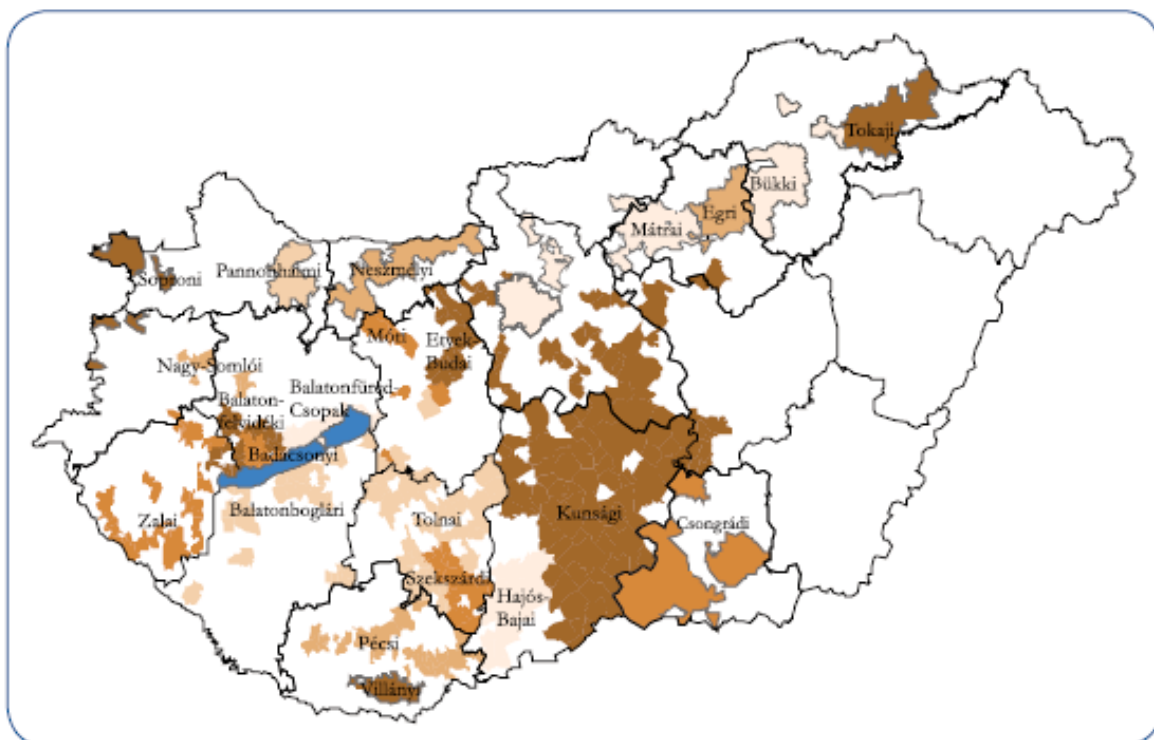 Tokaji
Bükki
Egri
Mátrai
Soproni
Pannonhalmi
Neszmélyi
Móri
Etyek-
Budai
Nagy-Somlói
Balatonfüred-
Csopak
Balaton-
felvidéki
Badacsonyi
Balatonboglári
Zalai
Tolnai
Kunsági
Csongrádi
Szekszárdi
Hajós-
Bajai
Pécsi
Villányi